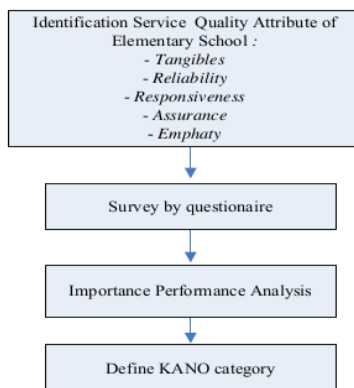 Identification Service Quality Attribute of
Elementary School :
- Tangibles
- Reliability
- Responsiveness
- Assurance
- Emphaty
Survey by questionaire
Importance Performance Analysis
Define KANO category